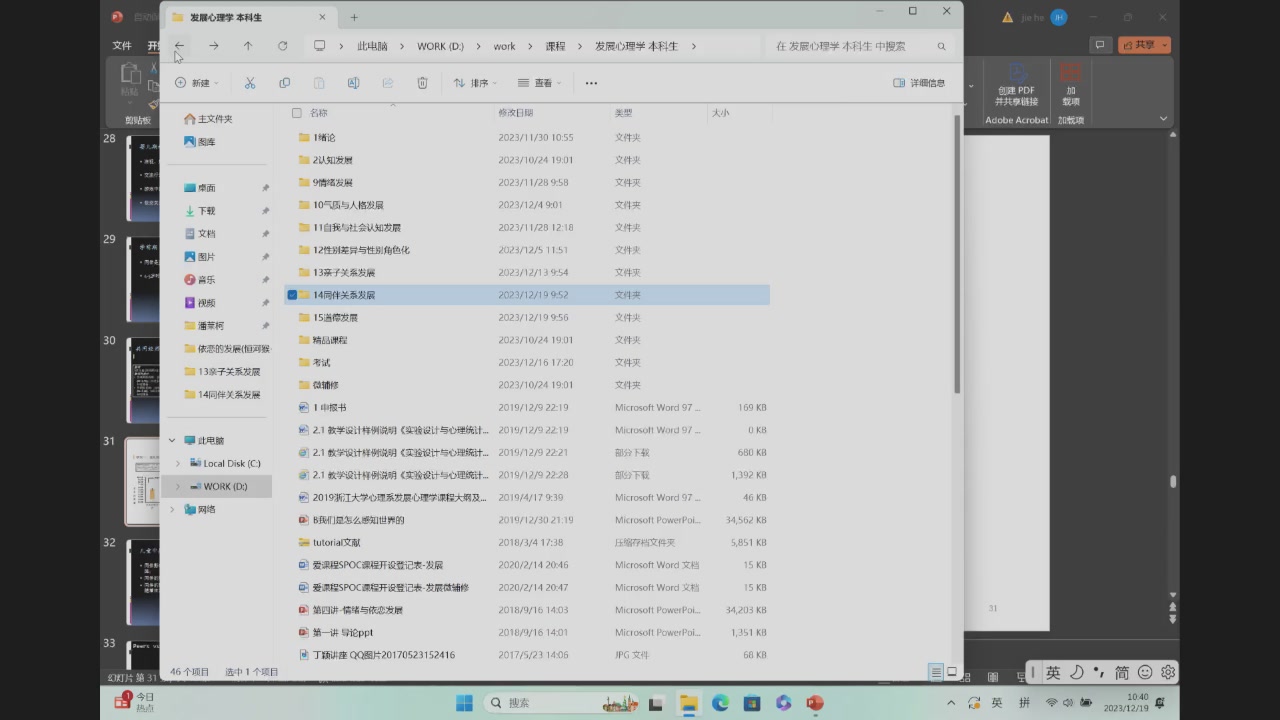 发展心理学 本科生
自动保存
jie he
JH
文件
开始
共享
此电脑 > WORK (D:) > work > 课程 > 发展心理学 本科生 >
在 发展心理学 本科生 中搜索
新建
排序
查看
详细信息
粘贴
剪贴板
创建 PDF
并共享链接
Adobe Acrobat
加
载项
加载项
名称 修改日期 类型 大小
主文件夹
图库
桌面
下载
文档
图片
音乐
视频
潘莱柯
依恋的发展(恒河猴
13亲子关系发展
14同伴关系发展
此电脑
Local Disk (C:)
WORK (D:)
网络
1绪论 2023/11/30 10:55 文件夹
2认知发展 2023/10/24 19:01 文件夹
9情绪发展 2023/11/28 9:58 文件夹
10气质与人格发展 2023/12/4 9:01 文件夹
11自我与社会认知发展 2023/11/28 12:18 文件夹
12性别差异与性别角色化 2023/12/5 11:51 文件夹
13亲子关系发展 2023/12/13 9:54 文件夹
14同伴关系发展 2023/12/19 9:52 文件夹
15道德发展 2023/12/19 9:56 文件夹
精品课程 2023/10/24 19:01 文件夹
考试 2023/12/16 17:20 文件夹
微辅修 2023/10/24 19:01 文件夹
1 申报书 2019/12/9 22:19 Microsoft Word 97 ... 169 KB
2.1 教学设计样例说明《实验设计与心理统计... 2019/12/9 22:19 Microsoft Word 97 ... 0 KB
2.1 教学设计样例说明《实验设计与心理统计... 2019/12/9 22:21 部分下载 680 KB
2.1 教学设计样例说明《实验设计与心理统计... 2019/12/9 22:28 部分下载 1,392 KB
2019浙江大学心理系发展心理学课程大纲及... 2019/4/17 9:39 Microsoft Word 97 ... 46 KB
B我们是怎么感知世界的 2019/12/30 21:19 Microsoft PowerPoi... 34,562 KB
tutorial文献 2018/3/4 17:38 压缩存档文件夹 5,851 KB
爱课程SPOC课程开设登记表-发展 2020/2/14 20:46 Microsoft Word 文档 15 KB
爱课程SPOC课程开设登记表-发展微辅修 2020/2/14 20:47 Microsoft Word 文档 15 KB
第四讲-情绪与依恋发展 2018/9/16 14:03 Microsoft PowerPoi... 34,203 KB
第一讲 导论ppt 2018/9/16 14:01 Microsoft PowerPoi... 1,351 KB
丁颖讲座 QQ图片20170523152416 2017/5/23 14:06 JPG 文件 68 KB
46 个项目 选中 1 个项目
28
29
30
31
32
33
31
幻灯片 第 31
英
简
1
今日
热点
搜索
英
拼
10:40
2023/12/19